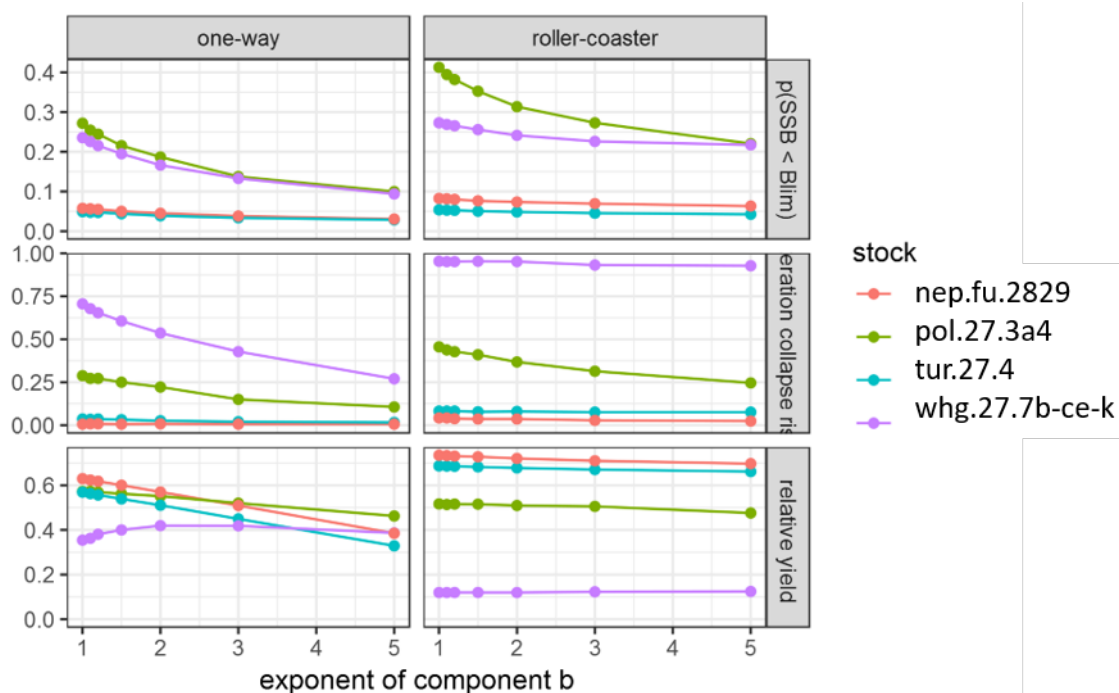 one-way roller-coaster
0.4
0.3
0.2
0.1
0.0
p(SSB < Blim)
1.00
0.75
0.50
0.25
0.00
eration collapse ris
0.6
0.4
0.2
0.0
relative yield
1 2 3 4 5 1 2 3 4 5
exponent of component b
stock
nep.fu.2829
pol.27.3a4
tur.27.4
whg.27.7b-ce-k